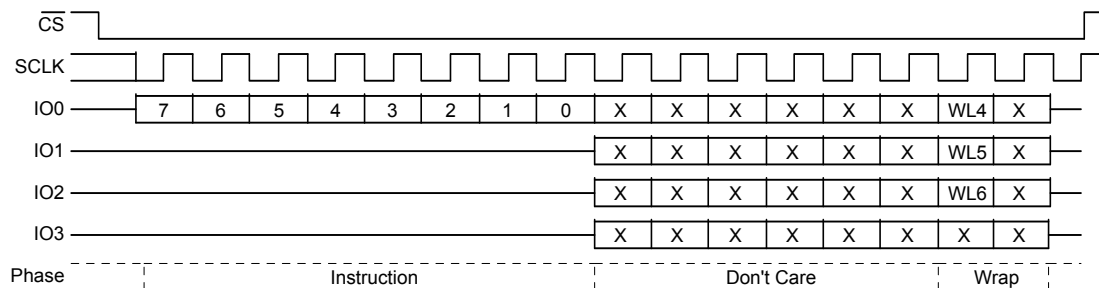 CS
SCLK
IO0 7 6 5 4 3 2 1 0 X X X X X X WL4 X
IO1 X X X X X X WL5 X
IO2 X X X X X X WL6 X
IO3 X X X X X X X X
Phase Instruction Don't Care Wrap